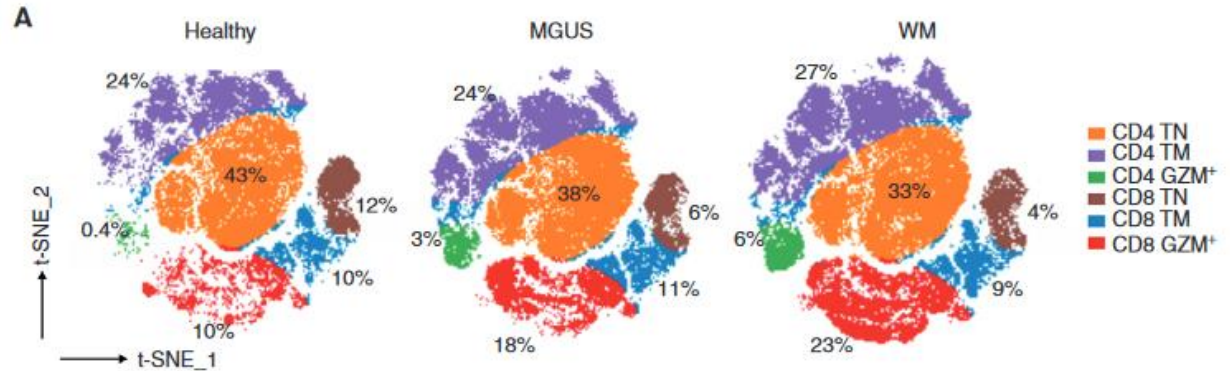 A
Healthy
MGUS
WM
24%
43%
12%
0.4%
10%
10%
24%
38%
6%
3%
11%
18%
27%
33%
4%
6%
9%
23%
CD4 TN
CD4 TM
CD4 GZM⁺
CD8 TN
CD8 TM
CD8 GZM⁺
t-SNE_2
t-SNE_1